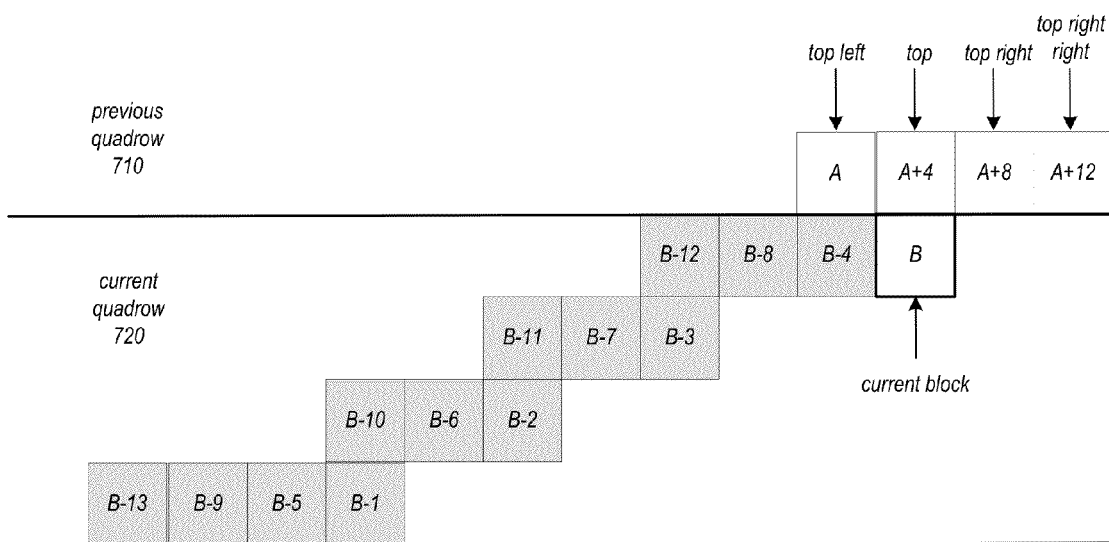 top right
right
top left
top
top right
previous
quadrow
710
A
A+4
A+8
A+12
B-12
B-8
B-4
B
current
quadrow
720
B-11
B-7
B-3
current block
B-10
B-6
B-2
B-13
B-9
B-5
B-1